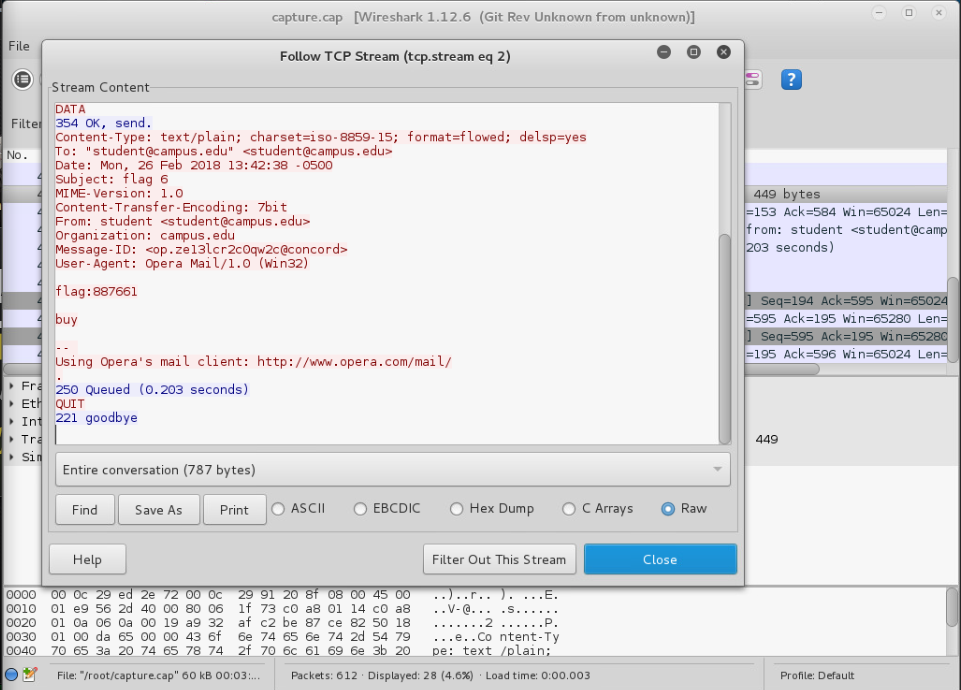 capture.cap [Wireshark 1.12.6 (Git Rev Unknown from unknown)]
File
Follow TCP Stream (tcp.stream eq 2)
Stream Content
Filter
No.
DATA
354 OK, send.
Content-Type: text/plain; charset=iso-8859-15; format=flowed; delsp=yes
To: "student@campus.edu" <student@campus.edu>
Date: Mon, 26 Feb 2018 13:42:38 -0500
Subject: flag 6
MIME-Version: 1.0
Content-Transfer-Encoding: 7bit
From: student <student@campus.edu>
Organization: campus.edu
Message-ID: <op.ze13lcr2c0qw2c@concord>
User-Agent: Opera Mail/1.0 (Win32)
flag:887661
buy
--
Using Opera's mail client: http://www.opera.com/mail/
.
250 Queued (0.203 seconds)
QUIT
221 goodbye
449 bytes
=153 Ack=584 Win=65024 Len=
from: student <student@camp
203 seconds)
] Seq=194 Ack=595 Win=65024
=595 Ack=195 Win=65280 Len=
] Seq=595 Ack=195 Win=65280
=195 Ack=596 Win=65024 Len=
Fra
Eth
Int
Tra
449
Sim
Entire conversation (787 bytes)
Find
Save As
Print
ASCII
EBCDIC
Hex Dump
C Arrays
Raw
Help
Filter Out This Stream
Close
0000 00 0c 29 ed 2e 72 00 0c 29 91 20 8f 08 00 45 00 ..)..r.. ). ...E.
0010 01 e9 56 2d 40 00 80 06 1f 73 c0 a8 01 14 c0 a8 ..V-@... .s......
0020 01 0a 06 0a 00 19 a9 32 af c2 be 87 ce 82 50 18 .......2 ......P.
0030 01 00 da 65 00 00 43 6f 6e 74 65 6e 74 2d 54 79 ...e..Co ntent-Ty
0040 70 65 3a 20 74 65 78 74 2f 70 6c 61 69 6e 3b 20 pe: text /plain;
File: "/root/capture.cap" 60 kB 00:03:...
Packets: 612 · Displayed: 28 (4.6%) · Load time: 0:00.003
Profile: Default